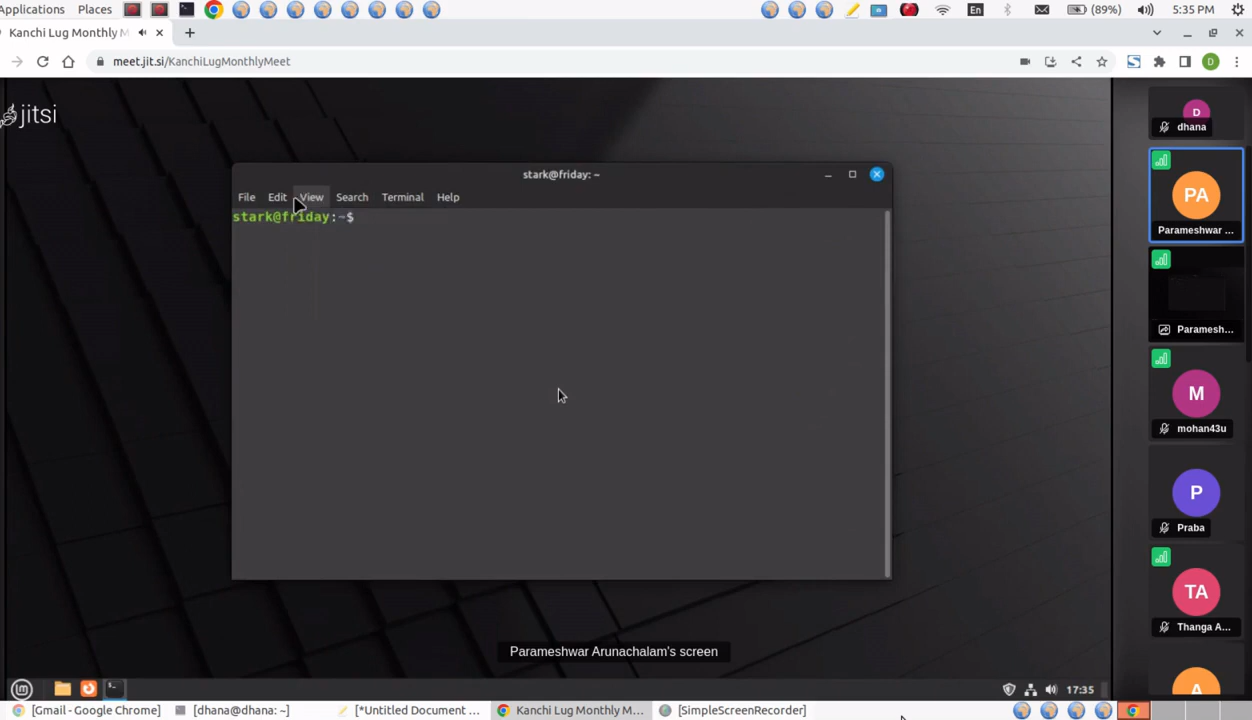 Applications Places En (89%) 5:35 PM
Kanchi Lug Monthly M
meet.jit.si/KanchiLugMonthlyMeet D
jitsi
D
dhana
stark@friday: ~
File Edit View Search Terminal Help
stark@friday:~$
PA
Parameshwar ...
Paramesh...
M
mohan43u
P
Praba
TA
Thanga A...
A
Parameshwar Arunachalam's screen
17:35
[Gmail - Google Chrome] [dhana@dhana: ~] [*Untitled Document ... Kanchi Lug Monthly M... [SimpleScreenRecorder]